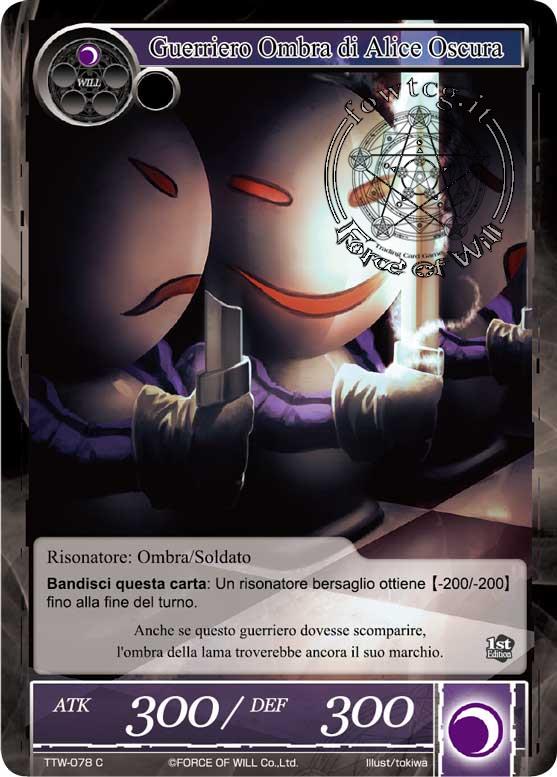 Guerriero Ombra di Alice Oscura
WILL
fowtcg.it
Trading Card Game
Force of Will
Risonatore: Ombra/Soldato
Bandisci questa carta: Un risonatore bersaglio ottiene 【-200/-200】
fino alla fine del turno.
Anche se questo guerriero dovesse scomparire,
l'ombra della lama troverebbe ancora il suo marchio.
1st
Edition
ATK 300 / DEF 300
TTW-078 C ©FORCE OF WILL Co.,Ltd. Illust/tokiwa